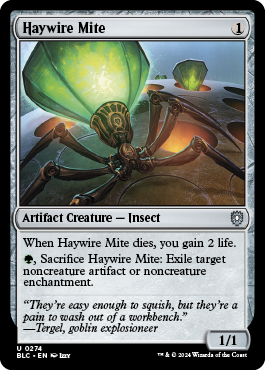 Haywire Mite 1
Artifact Creature — Insect
When Haywire Mite dies, you gain 2 life.
, Sacrifice Haywire Mite: Exile target
noncreature artifact or noncreature
enchantment.
“They’re easy enough to squish, but they’re a
pain to wash out of a workbench.”
—Tergel, goblin explosioneer
1/1
U 0274
BLC • EN Izzy
™ & © 2024 Wizards of the Coast